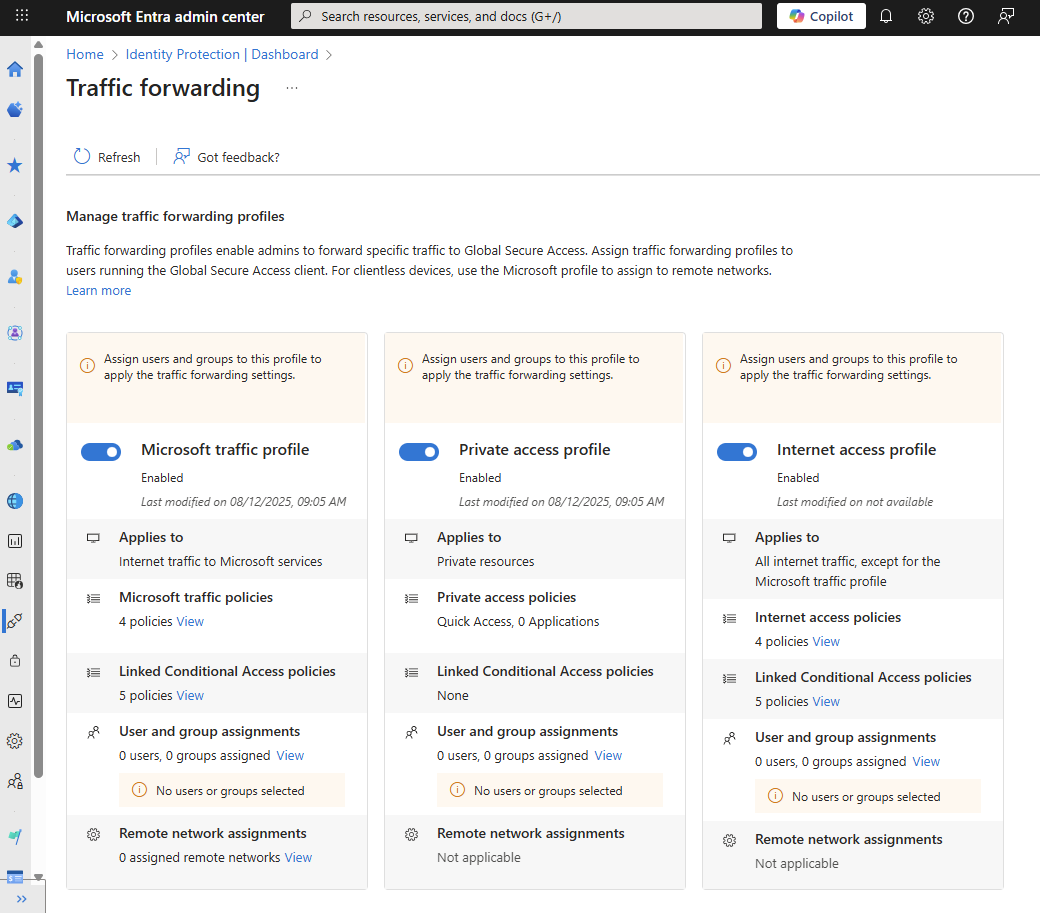 Microsoft Entra admin center
Search resources, services, and docs (G+/)
Copilot
Home > Identity Protection | Dashboard >
Traffic forwarding
...
Refresh
Got feedback?
Manage traffic forwarding profiles
Traffic forwarding profiles enable admins to forward specific traffic to Global Secure Access. Assign traffic forwarding profiles to
users running the Global Secure Access client. For clientless devices, use the Microsoft profile to assign to remote networks.
Learn more
Assign users and groups to this profile to
apply the traffic forwarding settings.
Microsoft traffic profile
Enabled
Last modified on 08/12/2025, 09:05 AM
Applies to
Internet traffic to Microsoft services
Microsoft traffic policies
4 policies View
Linked Conditional Access policies
5 policies View
User and group assignments
0 users, 0 groups assigned View
No users or groups selected
Remote network assignments
0 assigned remote networks View
Assign users and groups to this profile to
apply the traffic forwarding settings.
Private access profile
Enabled
Last modified on 08/12/2025, 09:05 AM
Applies to
Private resources
Private access policies
Quick Access, 0 Applications
Linked Conditional Access policies
None
User and group assignments
0 users, 0 groups assigned View
No users or groups selected
Remote network assignments
Not applicable
Assign users and groups to this profile to
apply the traffic forwarding settings.
Internet access profile
Enabled
Last modified on not available
Applies to
All internet traffic, except for the
Microsoft traffic profile
Internet access policies
4 policies View
Linked Conditional Access policies
5 policies View
User and group assignments
0 users, 0 groups assigned View
No users or groups selected
Remote network assignments
Not applicable